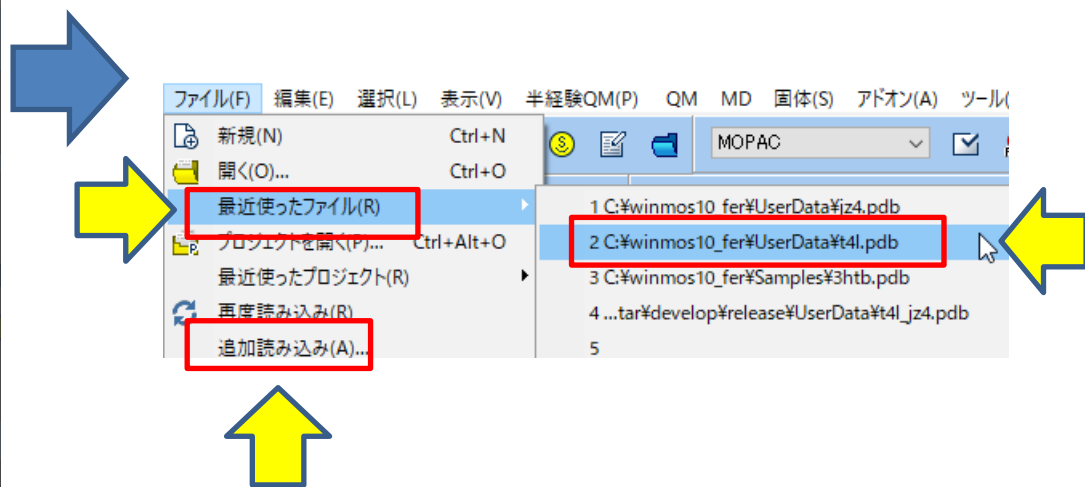 ファイル(F) 編集(E) 選択(L) 表示(V) 半経験QM(P) QM MD 固体(S) アドオン(A) ツール(
新規(N) Ctrl+N
MOPAC
開く(O)... Ctrl+O
最近使ったファイル(R)
1 C:¥winmos10_fer¥UserData¥jz4.pdb
プロジェクトを開く(P)... Ctrl+Alt+O
2 C:¥winmos10_fer¥UserData¥t4l.pdb
最近使ったプロジェクト(R)
3 C:¥winmos10_fer¥Samples¥3htb.pdb
再度読み込み(R)
4 ...tar¥develop¥release¥UserData¥t4l_jz4.pdb
追加読み込み(A)...
5